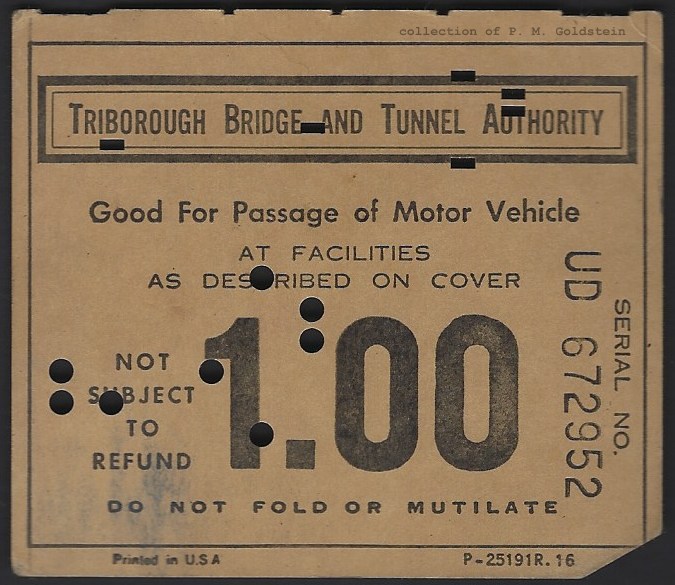 collection of P. M. Goldstein
TRIBOROUGH BRIDGE AND TUNNEL AUTHORITY
Good For Passage of Motor Vehicle
AT FACILITIES
AS DESCRIBED ON COVER
1.00
NOT
SUBJECT
TO
REFUND
SERIAL NO.
UD 672952
DO NOT FOLD OR MUTILATE
Printed in U.S.A
P-25191R.16